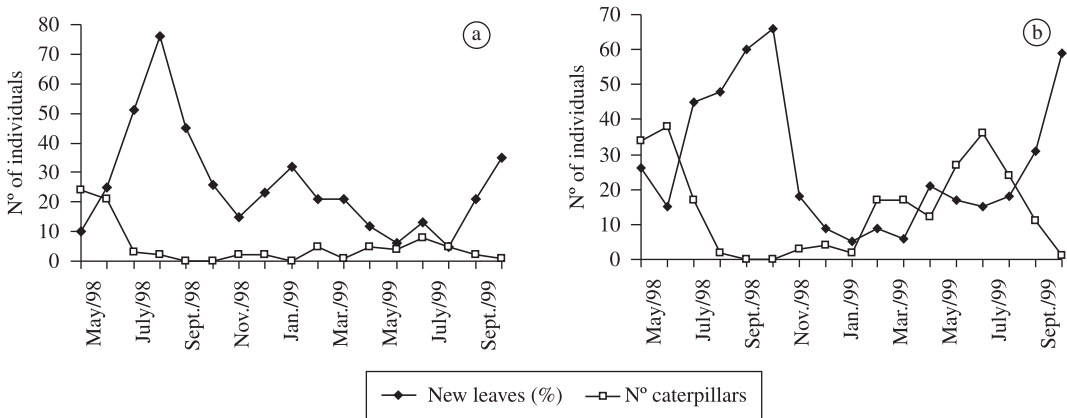 80
70
60
50
40
30
20
10
0
Nº of individuals
a
May/98
July/98
Sept./98
Nov./98
Jan./99
Mar./99
May/99
July/99
Sept./99
70
60
50
40
30
20
10
0
Nº of individuals
b
May/98
July/98
Sept./98
Nov./98
Jan./99
Mar./99
May/99
July/99
Sept./99
New leaves (%) Nº caterpillars